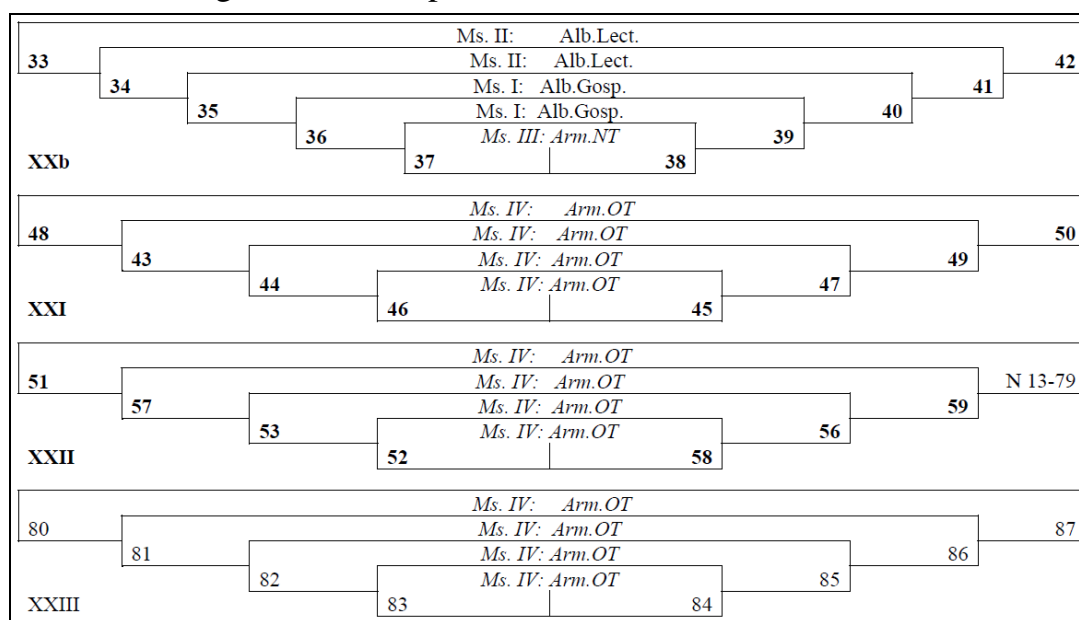 Ms. II: Alb.Lect.
33 Ms. II: Alb.Lect. 42
34 Ms. I: Alb.Gosp. 41
35 Ms. I: Alb.Gosp. 40
36 Ms. III: Arm.NT 39
XXb 37 38
Ms. IV: Arm.OT
48 Ms. IV: Arm.OT 50
43 Ms. IV: Arm.OT 49
44 Ms. IV: Arm.OT 47
XXI 46 45
Ms. IV: Arm.OT
51 Ms. IV: Arm.OT N 13-79
57 Ms. IV: Arm.OT 59
53 Ms. IV: Arm.OT 56
XXII 52 58
Ms. IV: Arm.OT
80 Ms. IV: Arm.OT 87
81 Ms. IV: Arm.OT 86
82 Ms. IV: Arm.OT 85
XXIII 83 84